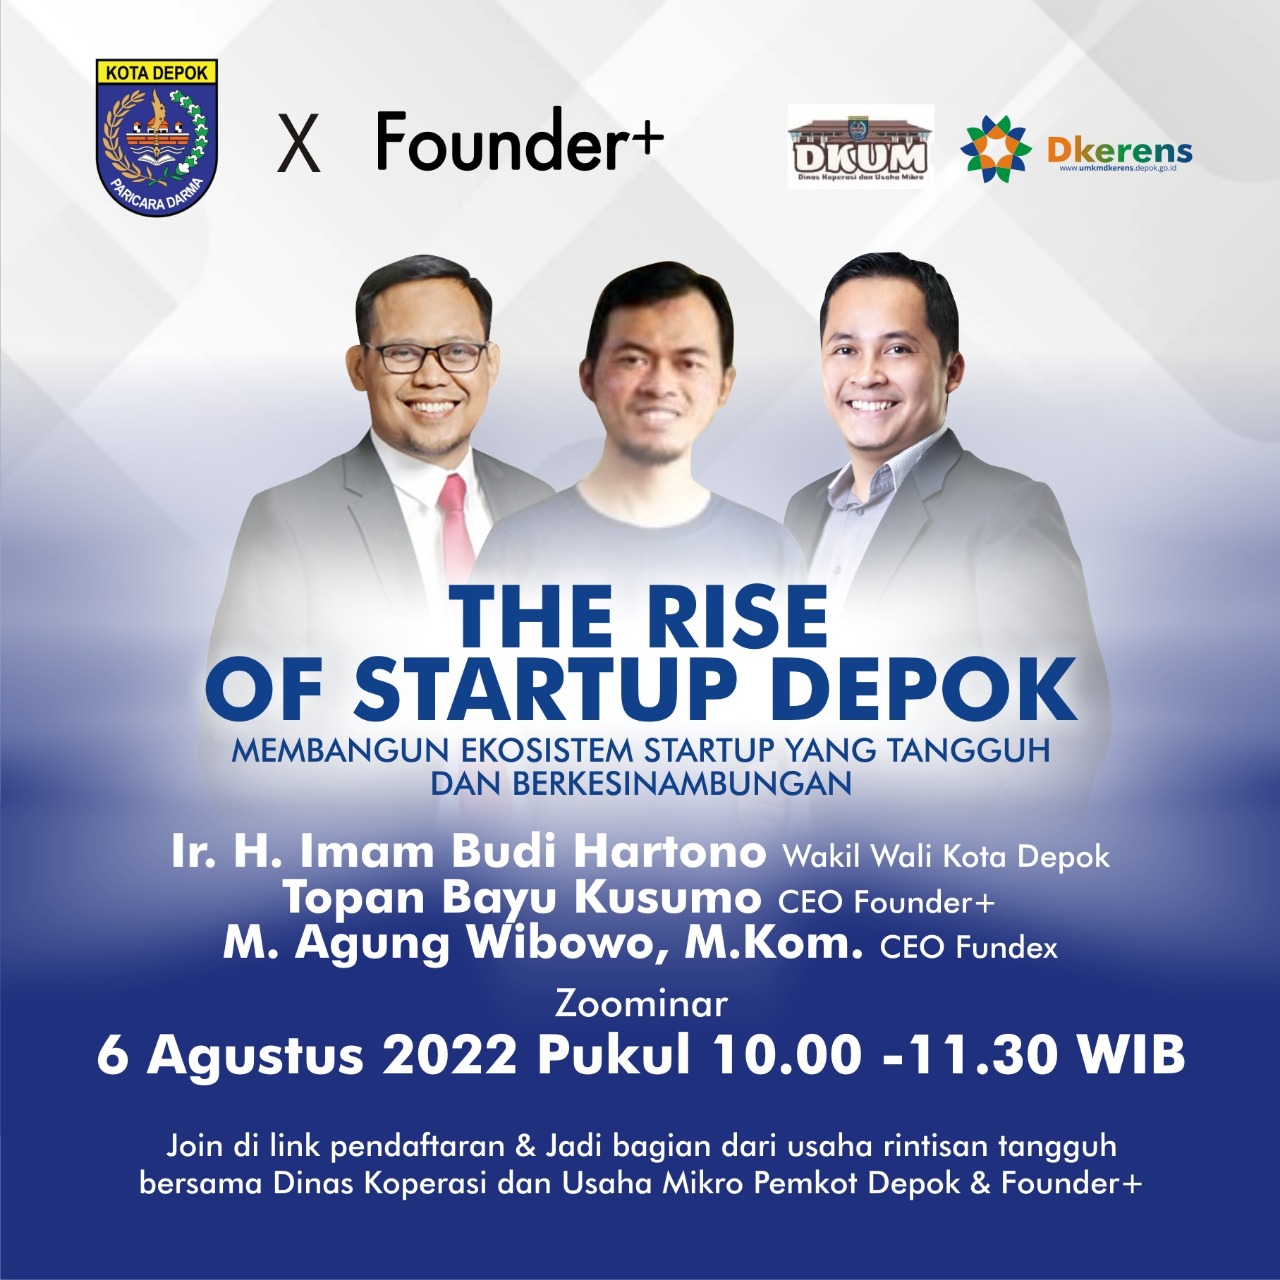 KOTA DEPOK
PARICARA DARMA
X
Founder+
DKUM
Dinas Koperasi dan Usaha Mikro
Dkerens
www.umkmdkerens.depok.go.id
THE RISE
OF STARTUP DEPOK
MEMBANGUN EKOSISTEM STARTUP YANG TANGGUH
DAN BERKESINAMBUNGAN
Ir. H. Imam Budi Hartono Wakil Wali Kota Depok
Topan Bayu Kusumo CEO Founder+
M. Agung Wibowo, M.Kom. CEO Fundex
Zoominar
6 Agustus 2022 Pukul 10.00 -11.30 WIB
Join di link pendaftaran & Jadi bagian dari usaha rintisan tangguh
bersama Dinas Koperasi dan Usaha Mikro Pemkot Depok & Founder+